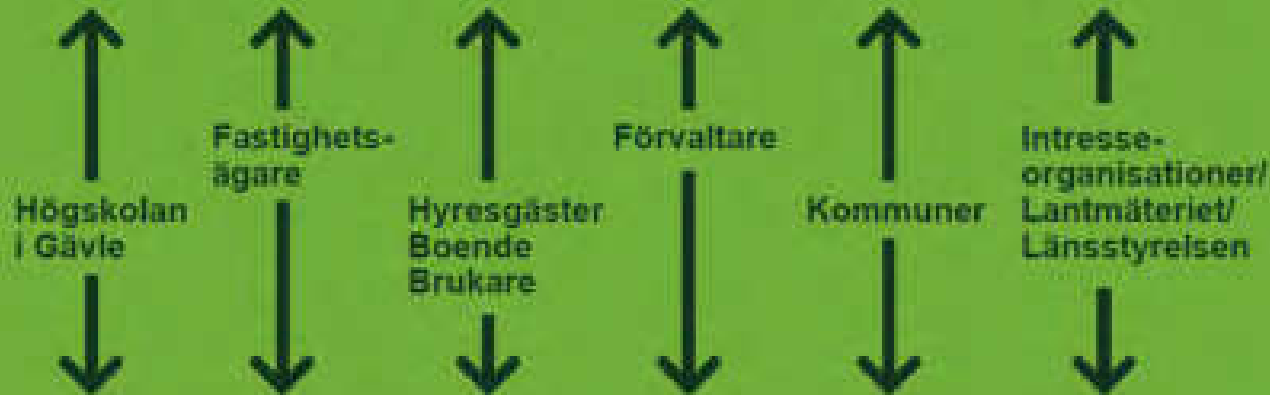 Högskolan
i Gävle
Fastighets-
ägare
Hyresgäster
Boende
Brukare
Förvaltare
Kommuner
Intresse-
organisationer/
Lantmäteriet/
Länsstyrelsen